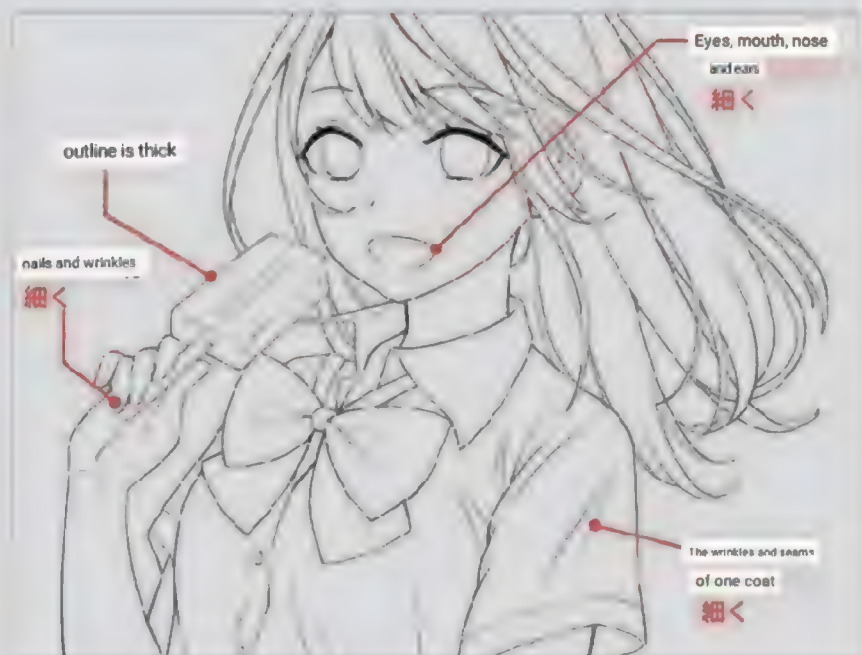 Eyes, mouth, nose
and ears
細く
outline is thick
nails and wrinkles
細く
The wrinkles and seams
of one coat
細く